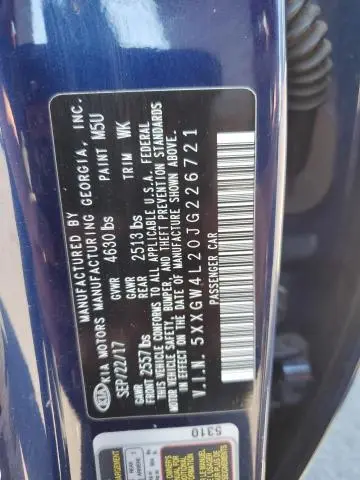 MANUFACTURED BY
KIA KIA MOTORS MANUFACTURING GEORGIA, INC.
SEP/22/17 GVWR 4630 lbs PAINT M5U
GAWR FRONT 2557 lbs GAWR REAR 2513 lbs TRIM WK
THIS VEHICLE CONFORMS TO ALL APPLICABLE U.S.A. FEDERAL
MOTOR VEHICLE SAFETY, BUMPER, AND THEFT PREVENTION STANDARDS
IN EFFECT ON THE DATE OF MANUFACTURE SHOWN ABOVE.
V.I.N. 5XXGW4L20JG226721
PASSENGER CAR
5310